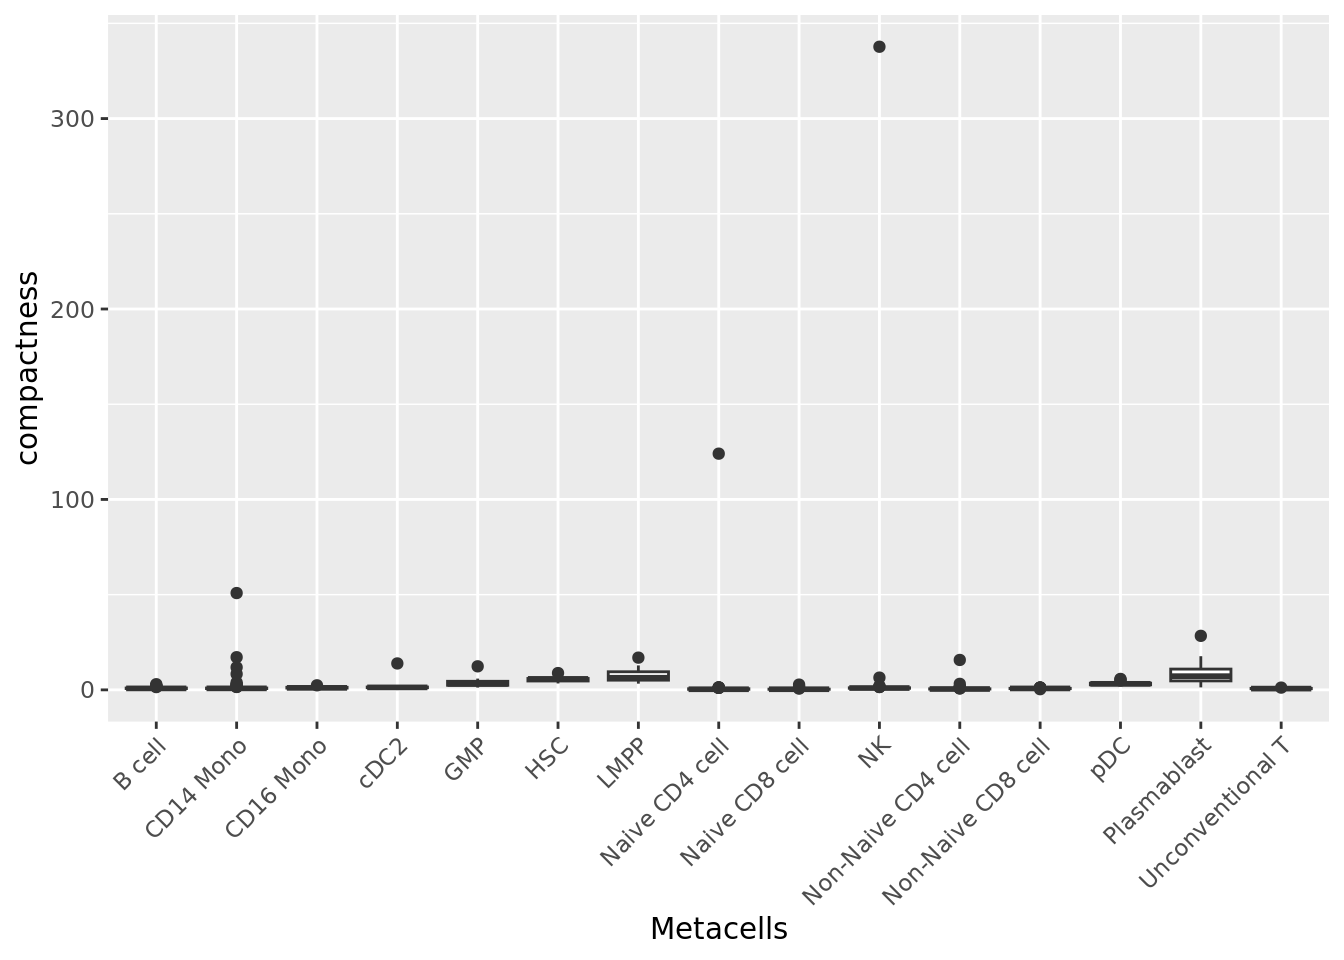 compactness
300
200
100
0
B cell
CD14 Mono
CD16 Mono
cDC2
GMP
HSC
LMPP
Naive CD4 cell
Naive CD8 cell
NK
Non-Naive CD4 cell
Non-Naive CD8 cell
pDC
Plasmablast
Unconventional T
Metacells